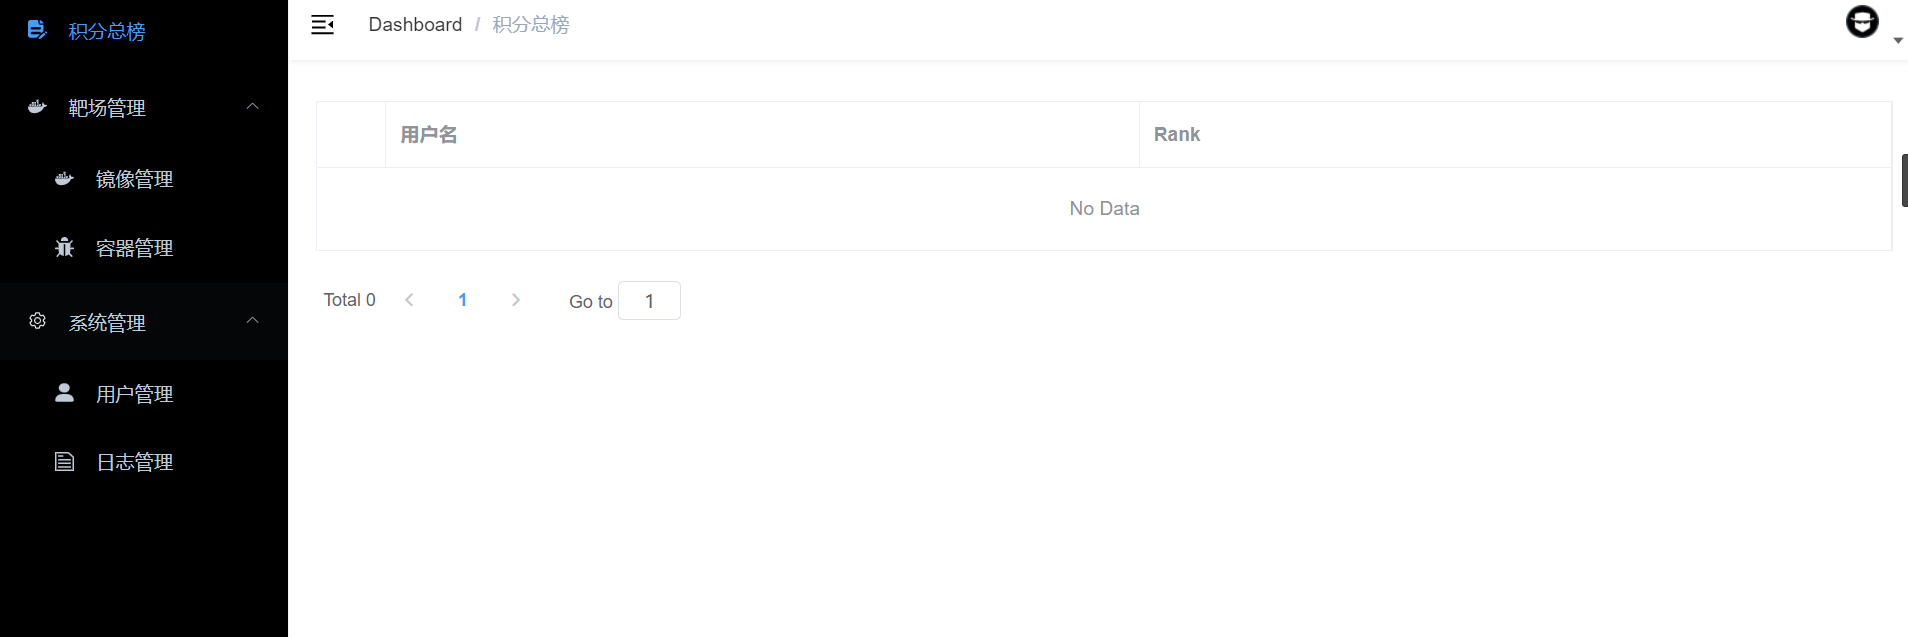 积分总榜
靶场管理
镜像管理
容器管理
系统管理
用户管理
日志管理
Dashboard / 积分总榜
用户名 Rank
No Data
Total 0 1 Go to 1